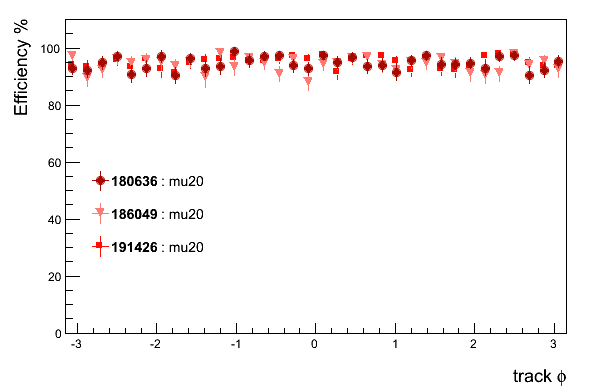 Efficiency %
100
80
60
40
20
0
180636 : mu20
186049 : mu20
191426 : mu20
-3 -2 -1 0 1 2 3
track ϕ